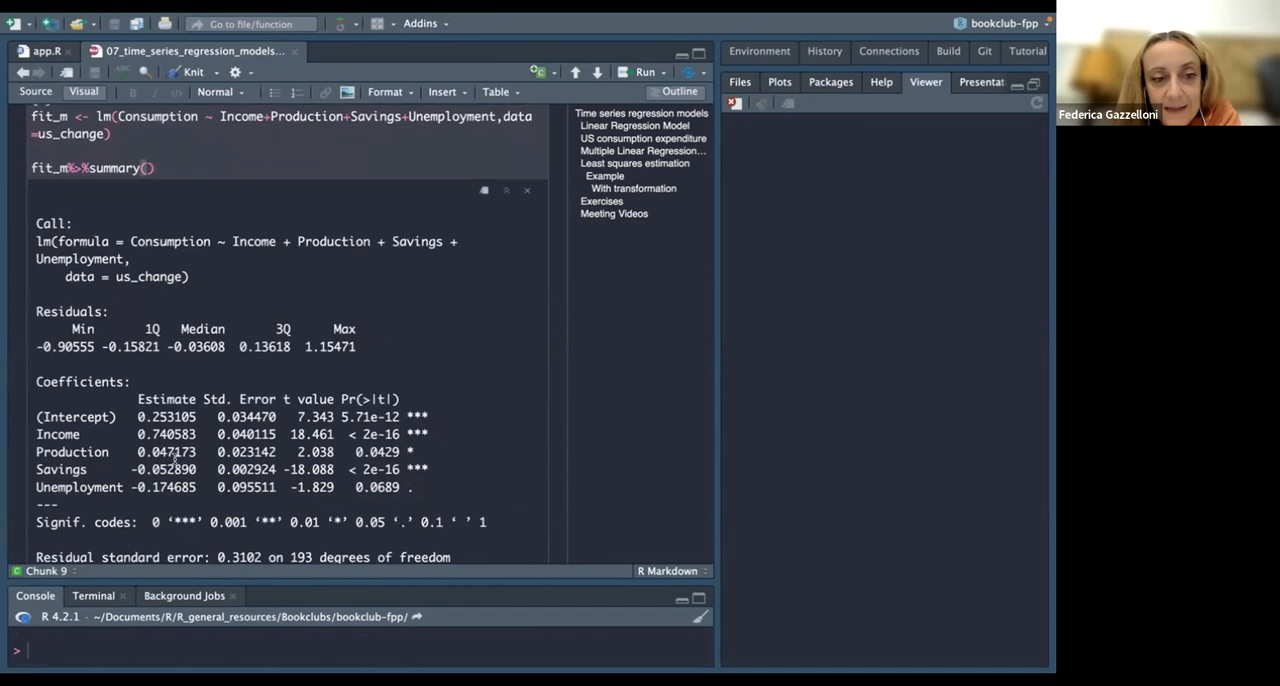 Go to file/function
Addins
bookclub-fpp
app.R
07_time_series_regression_models...
Knit
Run
Source
Visual
Normal
Format
Insert
Table
Outline
fit_m <- lm(Consumption ~ Income+Production+Savings+Unemployment,data
=us_change)
fit_m%>%summary()
Call:
lm(formula = Consumption ~ Income + Production + Savings +
Unemployment,
data = us_change)
Residuals:
Min 1Q Median 3Q Max
-0.90555 -0.15821 -0.03608 0.13618 1.15471
Coefficients:
Estimate Std. Error t value Pr(>|t|)
(Intercept) 0.253105 0.034470 7.343 5.71e-12 ***
Income 0.740583 0.040115 18.461 < 2e-16 ***
Production 0.047173 0.023142 2.038 0.0429 *
Savings -0.052890 0.002924 -18.088 < 2e-16 ***
Unemployment -0.174685 0.095511 -1.829 0.0689 .
---
Signif. codes: 0 ‘***’ 0.001 ‘**’ 0.01 ‘*’ 0.05 ‘.’ 0.1 ‘ ’ 1
Residual standard error: 0.3102 on 193 degrees of freedom
Time series regression models
Linear Regression Model
US consumption expenditure
Multiple Linear Regression...
Least squares estimation
Example
With transformation
Exercises
Meeting Videos
Chunk 9
R Markdown
Console
Terminal
Background Jobs
R 4.2.1 · ~/Documents/R/R_general_resources/Bookclubs/bookclub-fpp/
>
Environment
History
Connections
Build
Git
Tutorial
Files
Plots
Packages
Help
Viewer
Presentat
Federica Gazzelloni